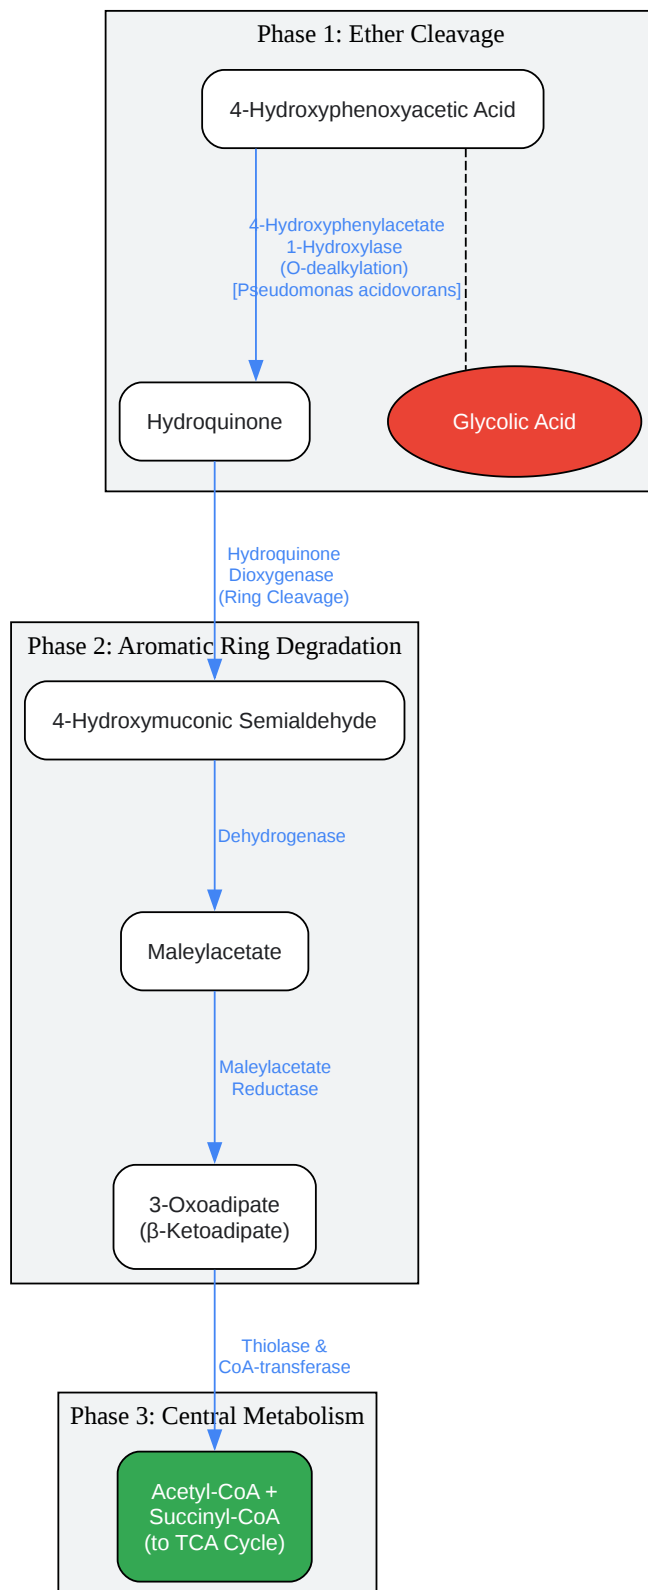 Phase 1: Ether Cleavage
4-Hydroxyphenoxyacetic Acid
4-Hydroxyphenylacetate
1-Hydroxylase
(O-dealkylation)
[Pseudomonas acidovorans]
Hydroquinone
Glycolic Acid
Hydroquinone
Dioxygenase
(Ring Cleavage)
Phase 2: Aromatic Ring Degradation
4-Hydroxymuconic Semialdehyde
Dehydrogenase
Maleylacetate
Maleylacetate
Reductase
3-Oxoadipate
(β-Ketoadipate)
Thiolase &
CoA-transferase
Phase 3: Central Metabolism
Acetyl-CoA +
Succinyl-CoA
(to TCA Cycle)